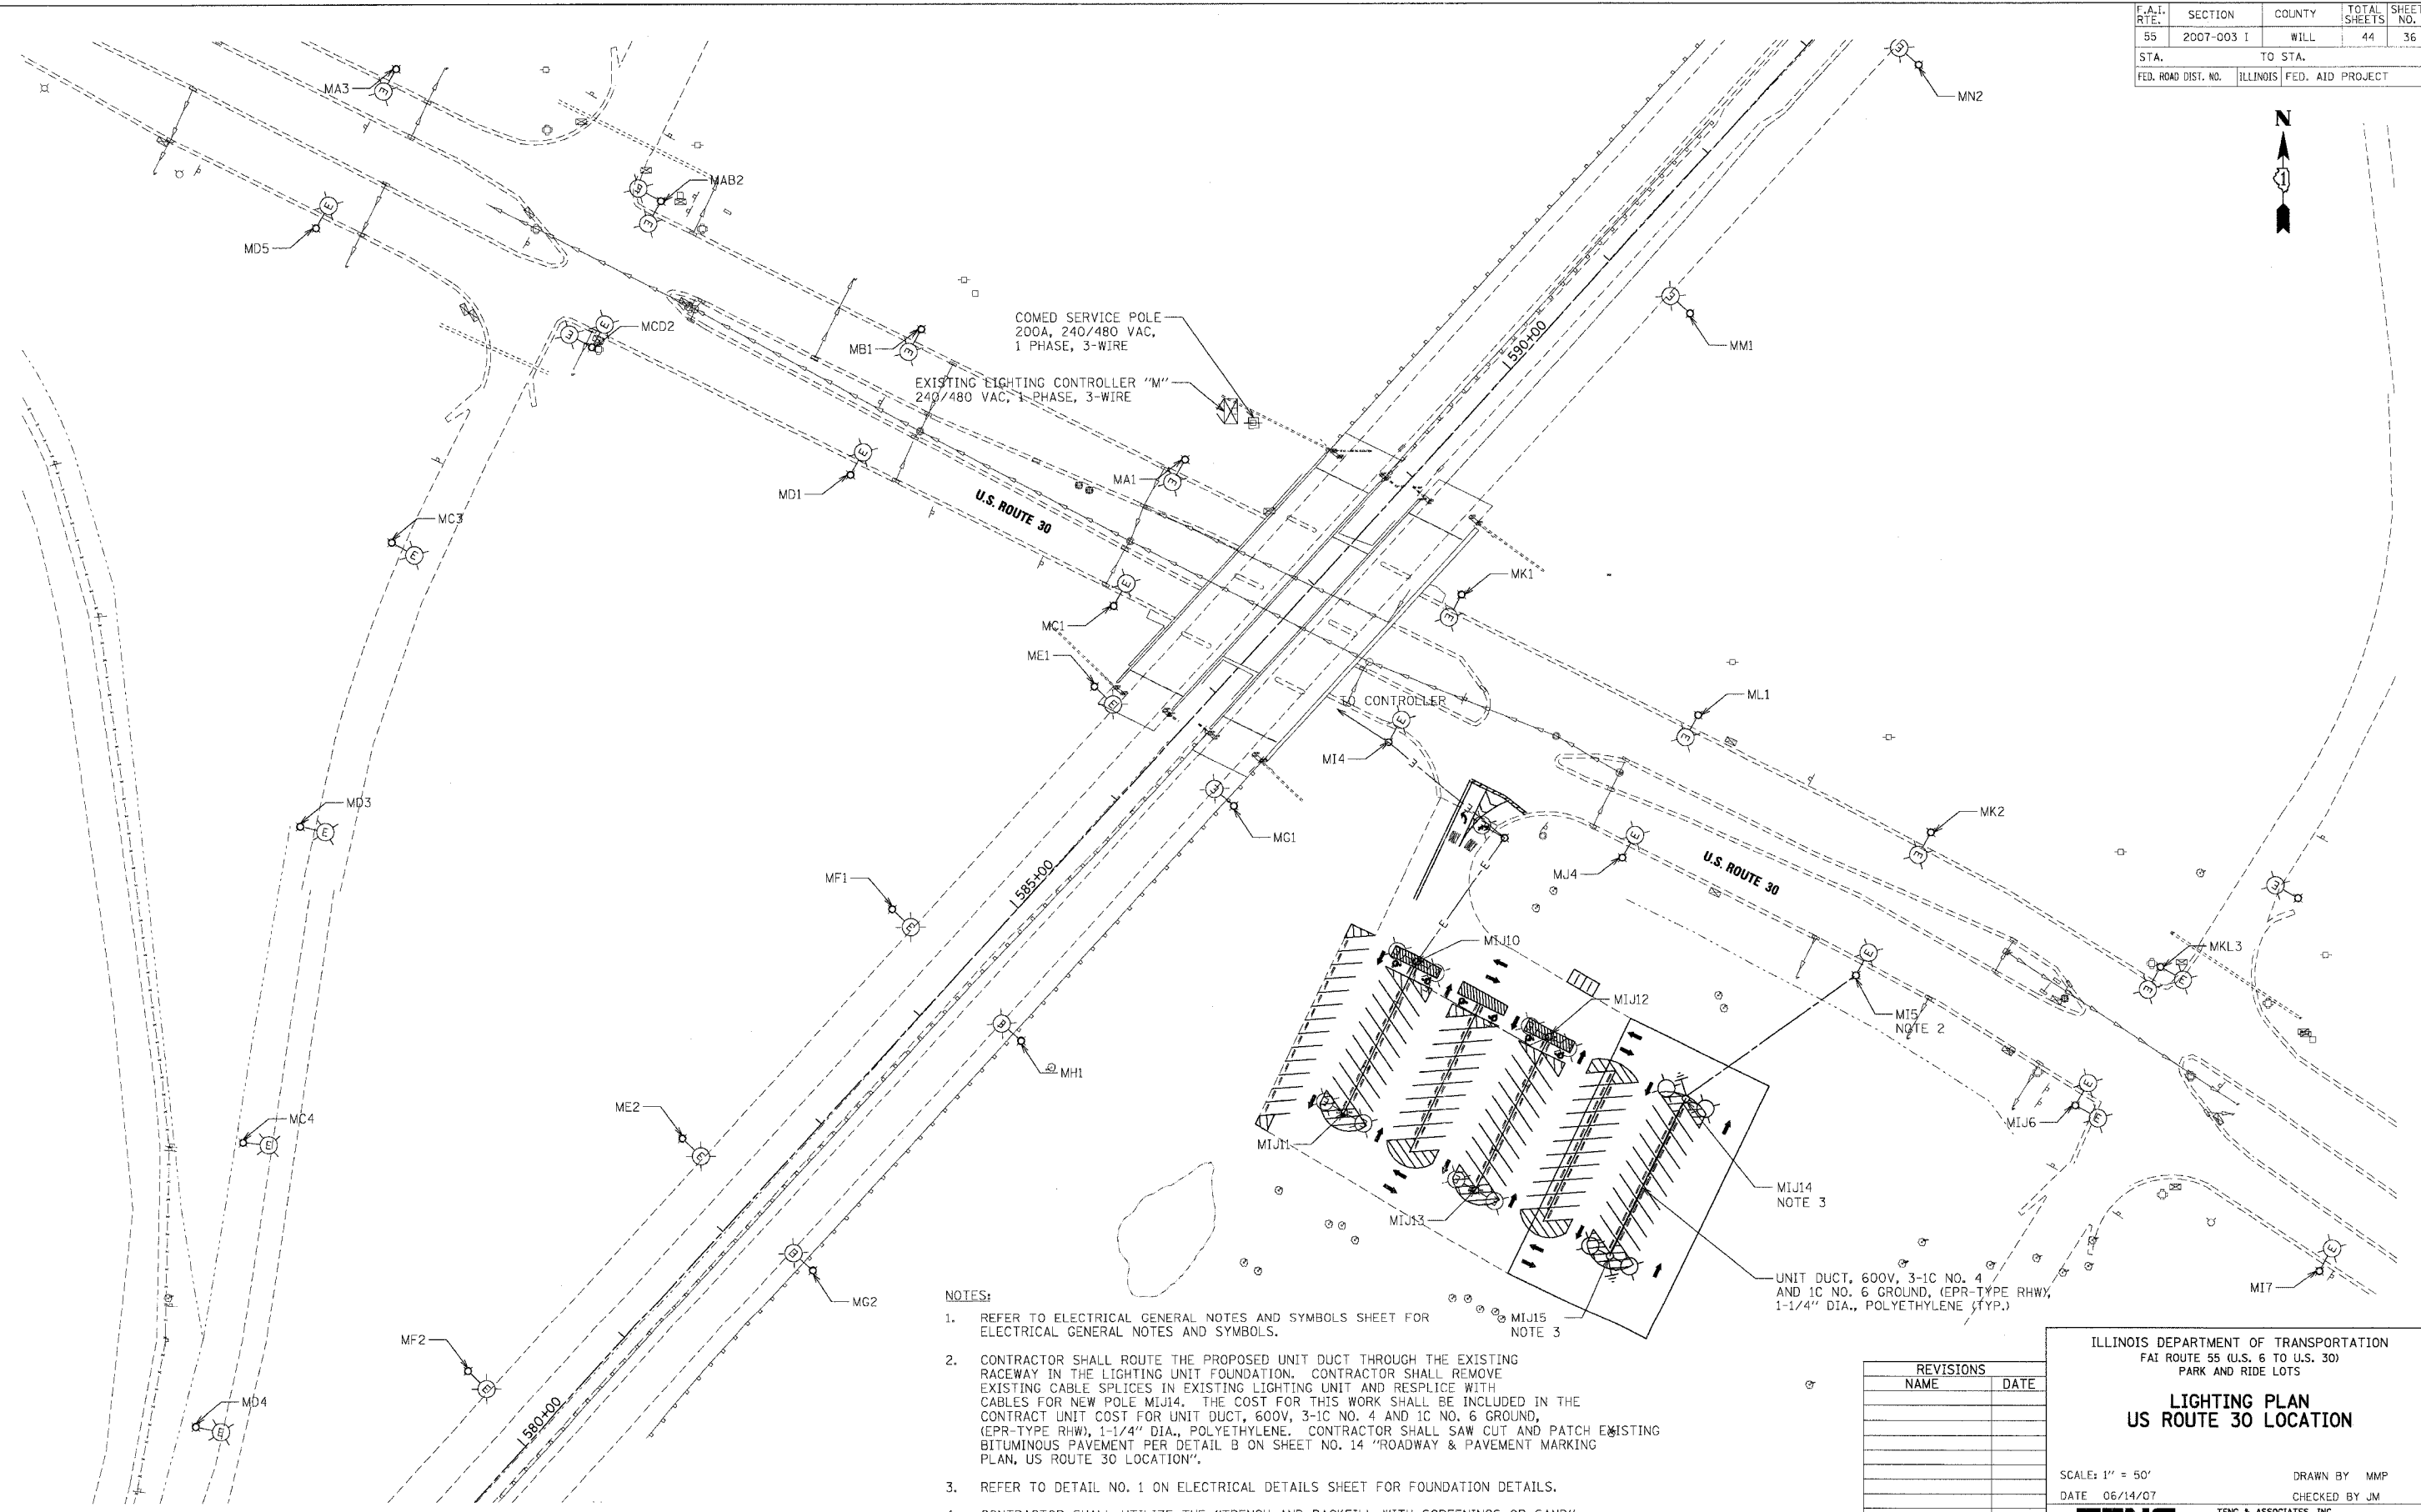 F.A.I. RTE. SECTION COUNTY TOTAL SHEETS SHEET NO.
55 2007-003 I WILL 44 36
STA. TO STA.
FED. ROAD DIST. NO. ILLINOIS FED. AID PROJECT
N
1
MA3
MN2
MAB2
MD5
MCD2
COMED SERVICE POLE
200A, 240/480 VAC,
1 PHASE, 3-WIRE
MB1
MM1
EXISTING LIGHTING CONTROLLER "M"
240/480 VAC, 1 PHASE, 3-WIRE
590+00
MD1
MA1
U.S. ROUTE 30
MC3
MK1
MC1
ME1
ML1
TO CONTROLLER
MI4
MD3
MG1
MK2
MF1
585+00
MJ4
U.S. ROUTE 30
MIJ10
MKL3
MIJ12
MI5
NOTE 2
MH1
ME2
MC4
MIJ11
MIJ6
MIJ14
NOTE 3
MIJ13
MG2
UNIT DUCT, 600V, 3-1C NO. 4
AND 1C NO. 6 GROUND, (EPR-TYPE RHW),
1-1/4" DIA., POLYETHYLENE (TYP.)
MI7
MIJ15
NOTE 3
MF2
MD4
580+00
NOTES:
1. REFER TO ELECTRICAL GENERAL NOTES AND SYMBOLS SHEET FOR
ELECTRICAL GENERAL NOTES AND SYMBOLS.
2. CONTRACTOR SHALL ROUTE THE PROPOSED UNIT DUCT THROUGH THE EXISTING
RACEWAY IN THE LIGHTING UNIT FOUNDATION. CONTRACTOR SHALL REMOVE
EXISTING CABLE SPLICES IN EXISTING LIGHTING UNIT AND RESPLICE WITH
CABLES FOR NEW POLE MIJ14. THE COST FOR THIS WORK SHALL BE INCLUDED IN THE
CONTRACT UNIT COST FOR UNIT DUCT, 600V, 3-1C NO. 4 AND 1C NO. 6 GROUND,
(EPR-TYPE RHW), 1-1/4" DIA., POLYETHYLENE. CONTRACTOR SHALL SAW CUT AND PATCH EXISTING
BITUMINOUS PAVEMENT PER DETAIL B ON SHEET NO. 14 "ROADWAY & PAVEMENT MARKING
PLAN, US ROUTE 30 LOCATION".
3. REFER TO DETAIL NO. 1 ON ELECTRICAL DETAILS SHEET FOR FOUNDATION DETAILS.
REVISIONS
NAME DATE
ILLINOIS DEPARTMENT OF TRANSPORTATION
FAI ROUTE 55 (U.S. 6 TO U.S. 30)
PARK AND RIDE LOTS
LIGHTING PLAN
US ROUTE 30 LOCATION
SCALE: 1" = 50' DRAWN BY MMP
DATE 06/14/07 CHECKED BY JM